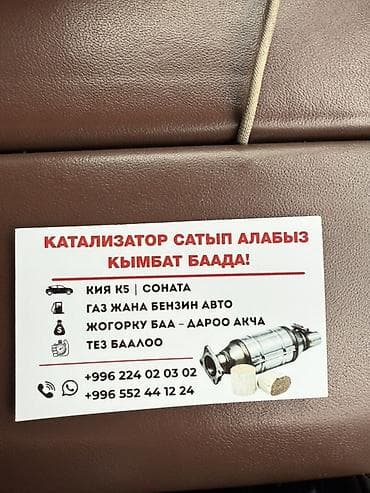 КАТАЛИЗАТОР САТЫП АЛАБЫЗ
КЫМБАТ БААДА!
КИЯ К5 | СОНАТА
ГАЗ ЖАНА БЕНЗИН АВТО
ЖОГОРКУ БАА – ДАРОО АКЧА
ТЕЗ БААЛОО
+996 224 02 03 02
+996 552 44 12 24